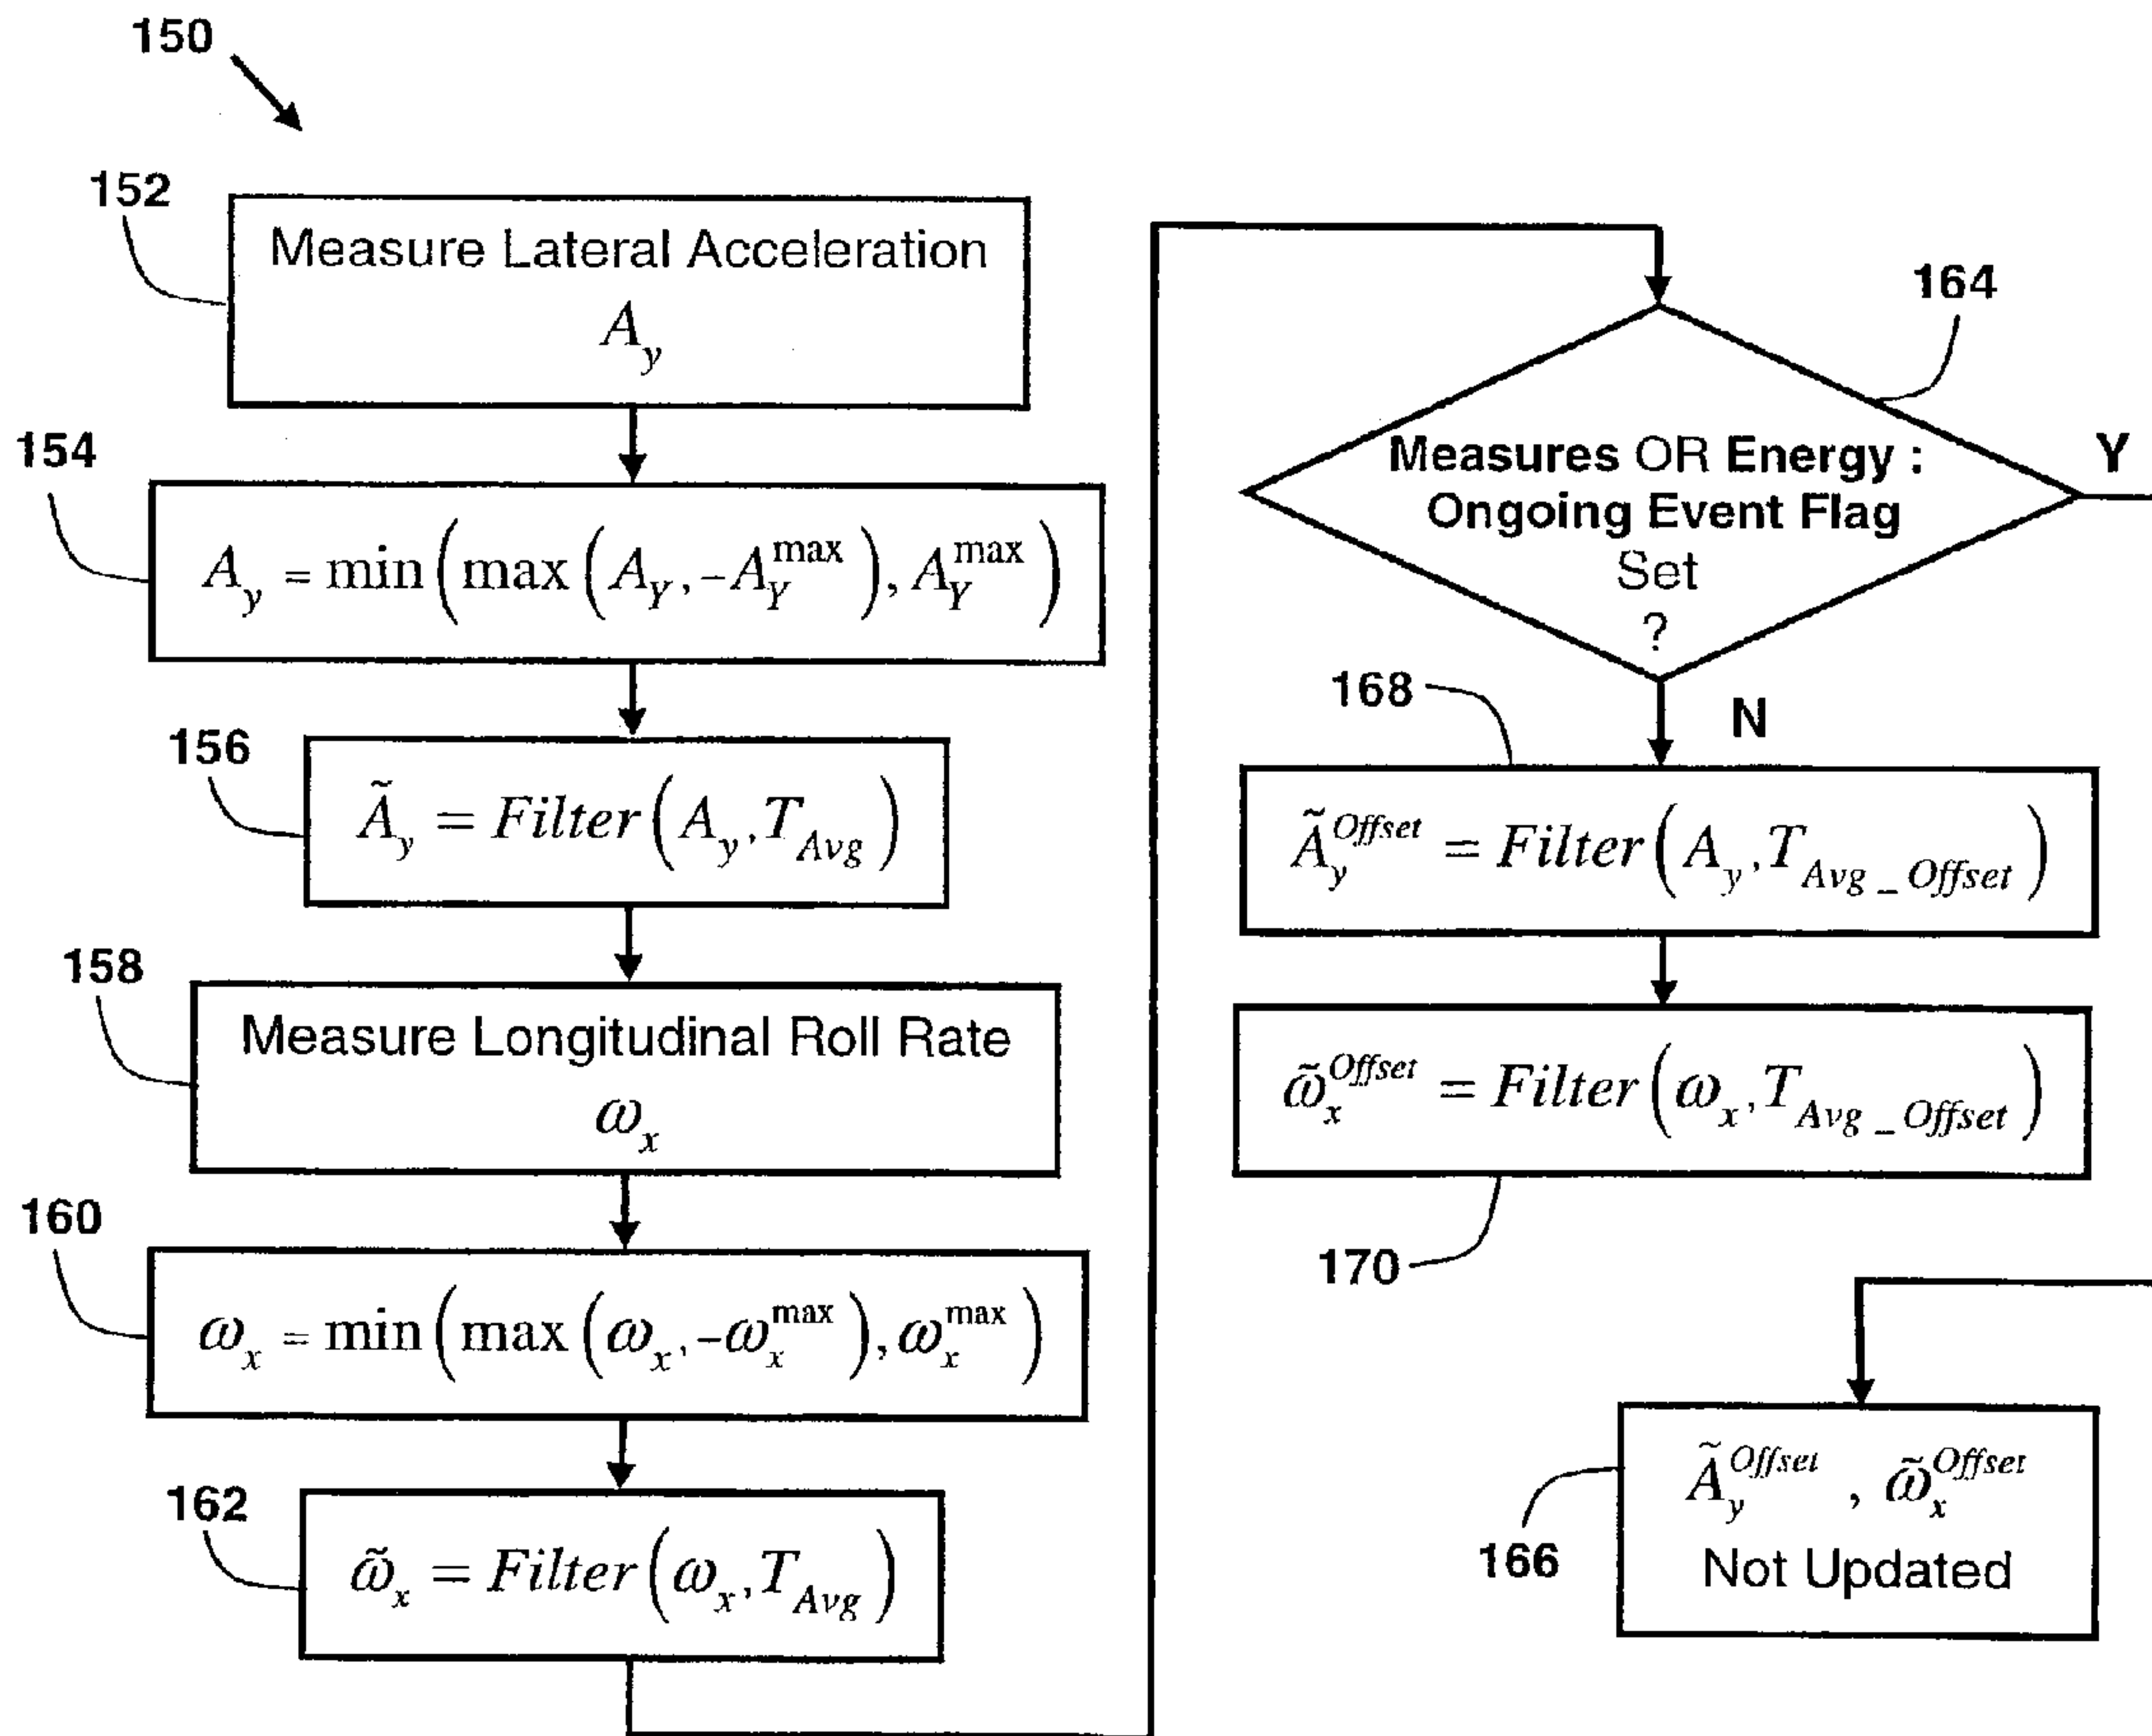 150
152
Measure Lateral Acceleration
A_y
154
A_y = min(max(A_Y, -A_Y^max), A_Y^max)
156
Ã_y = Filter(A_y, T_Avg)
158
Measure Longitudinal Roll Rate
ω_x
160
ω_x = min(max(ω_x, -ω_x^max), ω_x^max)
162
ω̃_x = Filter(ω_x, T_Avg)
164
Measures OR Energy :
Ongoing Event Flag
Set
?
Y
N
168
Ã_y^Offset = Filter(A_y, T_Avg_Offset)
ω̃_x^Offset = Filter(ω_x, T_Avg_Offset)
170
Ã_y^Offset , ω̃_x^Offset
Not Updated
166